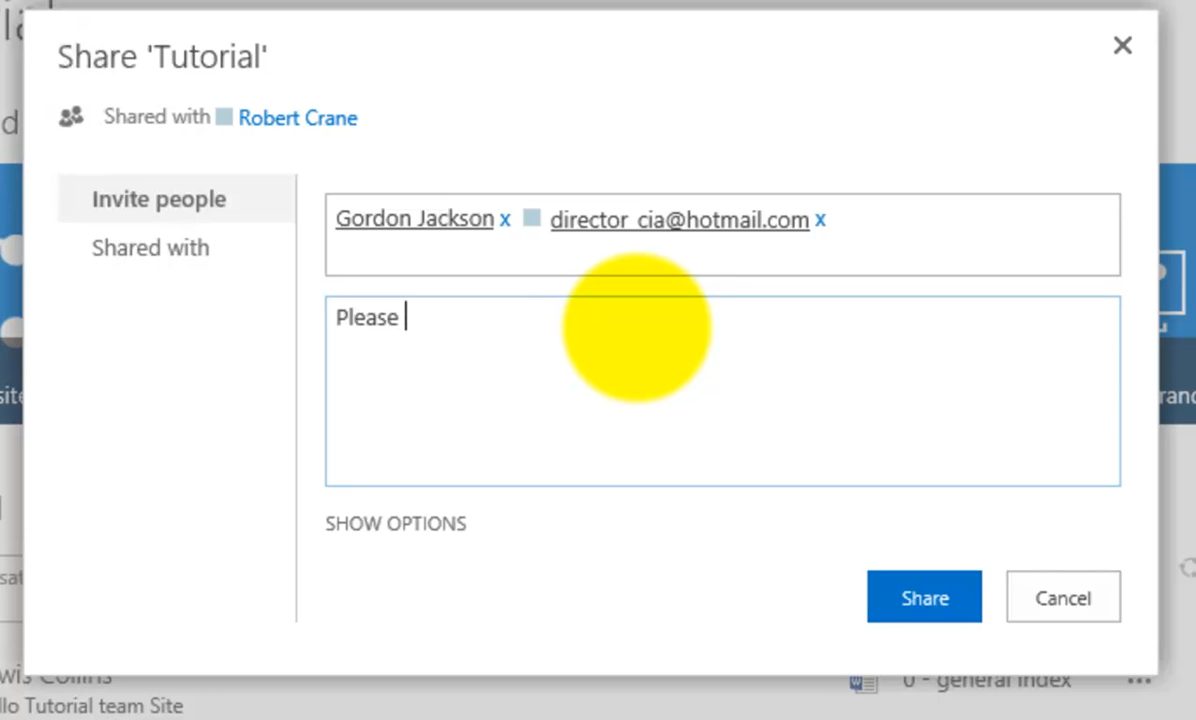 Share 'Tutorial'
Shared with Robert Crane
Invite people
Shared with
Gordon Jackson x director_cia@hotmail.com x
Please
SHOW OPTIONS
Share Cancel
0 - general index
llo Tutorial team Site